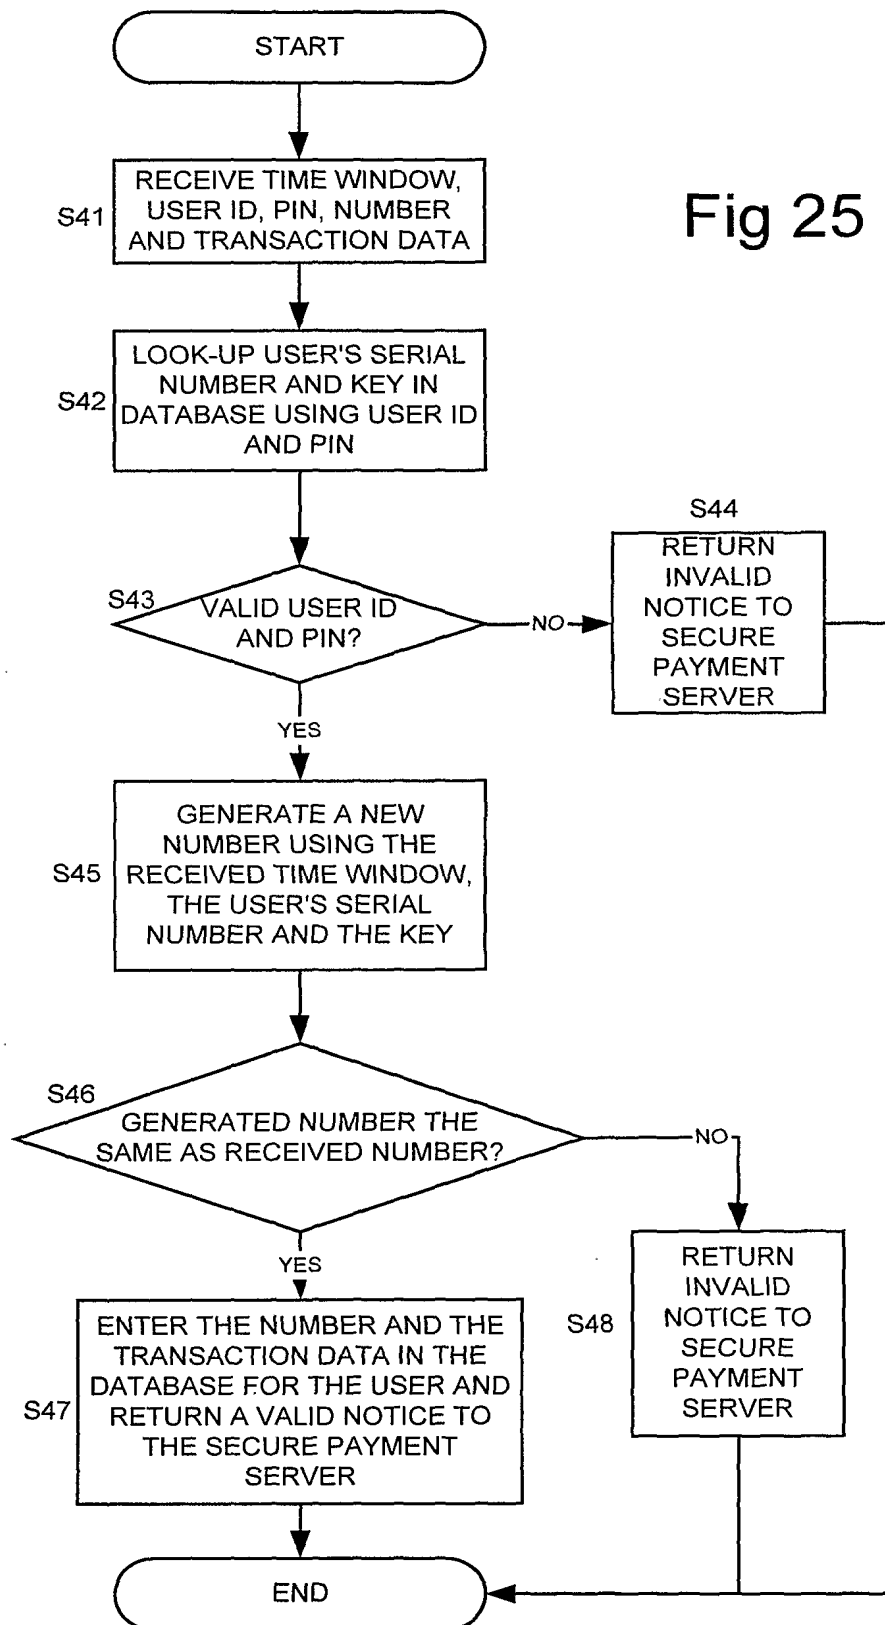 START
Fig 25
S41
RECEIVE TIME WINDOW,
USER ID, PIN, NUMBER
AND TRANSACTION DATA
S42
LOOK-UP USER'S SERIAL
NUMBER AND KEY IN
DATABASE USING USER ID
AND PIN
S43
VALID USER ID
AND PIN?
NO
S44
RETURN
INVALID
NOTICE TO
SECURE
PAYMENT
SERVER
YES
S45
GENERATE A NEW
NUMBER USING THE
RECEIVED TIME WINDOW,
THE USER'S SERIAL
NUMBER AND THE KEY
S46
GENERATED NUMBER THE
SAME AS RECEIVED NUMBER?
NO
YES
S47
ENTER THE NUMBER AND THE
TRANSACTION DATA IN THE
DATABASE FOR THE USER AND
RETURN A VALID NOTICE TO
THE SECURE PAYMENT
SERVER
S48
RETURN
INVALID
NOTICE TO
SECURE
PAYMENT
SERVER
END